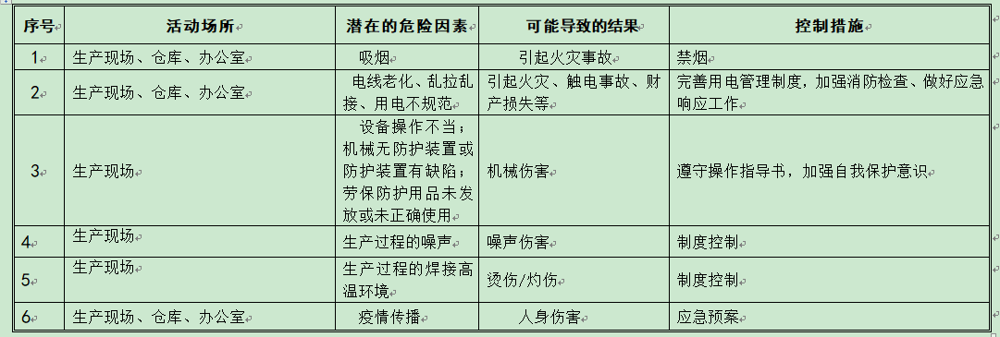 序号 活动场所 潜在的危险因素 可能导致的结果 控制措施
1 生产现场、仓库、办公室 吸烟 引起火灾事故 禁烟
2 生产现场、仓库、办公室 电线老化、乱拉乱 引起火灾、触电事故、财 完善用电管理制度，加强消防检查、做好应急
接、用电不规范 产损失等 响应工作
设备操作不当；
机械无防护装置或
3 生产现场 防护装置有缺陷； 机械伤害 遵守操作指导书，加强自我保护意识
劳保防护用品未发
放或未正确使用
4 生产现场 生产过程的噪声 噪声伤害 制度控制
5 生产现场 生产过程的焊接高 烫伤/灼伤 制度控制
温环境
6 生产现场、仓库、办公室 疫情传播 人身伤害 应急预案